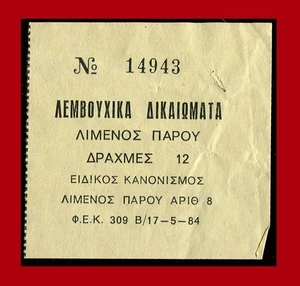 № 14943
ΛΕΜΒΟΥΧΙΚΑ ΔΙΚΑΙΩΜΑΤΑ
ΛΙΜΕΝΟΣ ΠΑΡΟΥ
ΔΡΑΧΜΕΣ 12
ΕΙΔΙΚΟΣ ΚΑΝΟΝΙΣΜΟΣ
ΛΙΜΕΝΟΣ ΠΑΡΟΥ ΑΡΙΘ 8
Φ.Ε.Κ. 309 Β/17-5-84